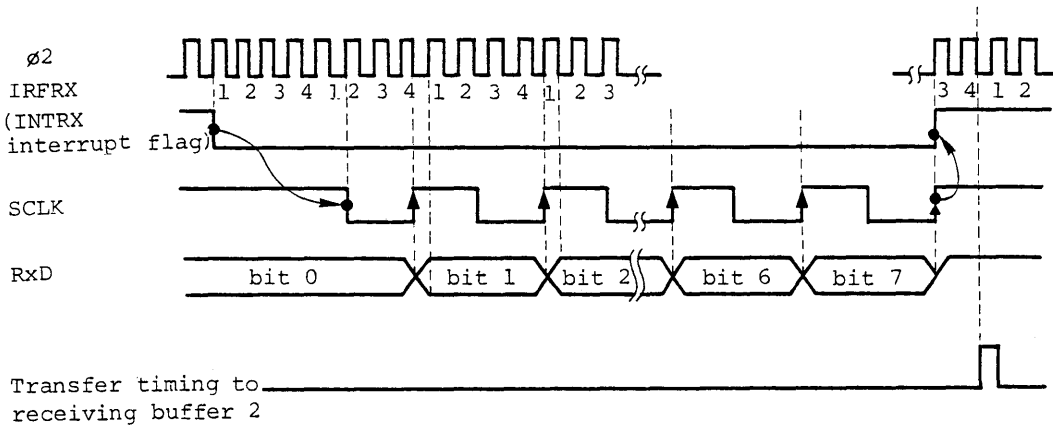 ø2
IRFRX 1 2 3 4 1 2 3 4 1 2 3 4 1 2 3 3 4 1 2
(INTRX
interrupt flag)
SCLK
RxD bit 0 bit 1 bit 2 bit 6 bit 7
Transfer timing to
receiving buffer 2